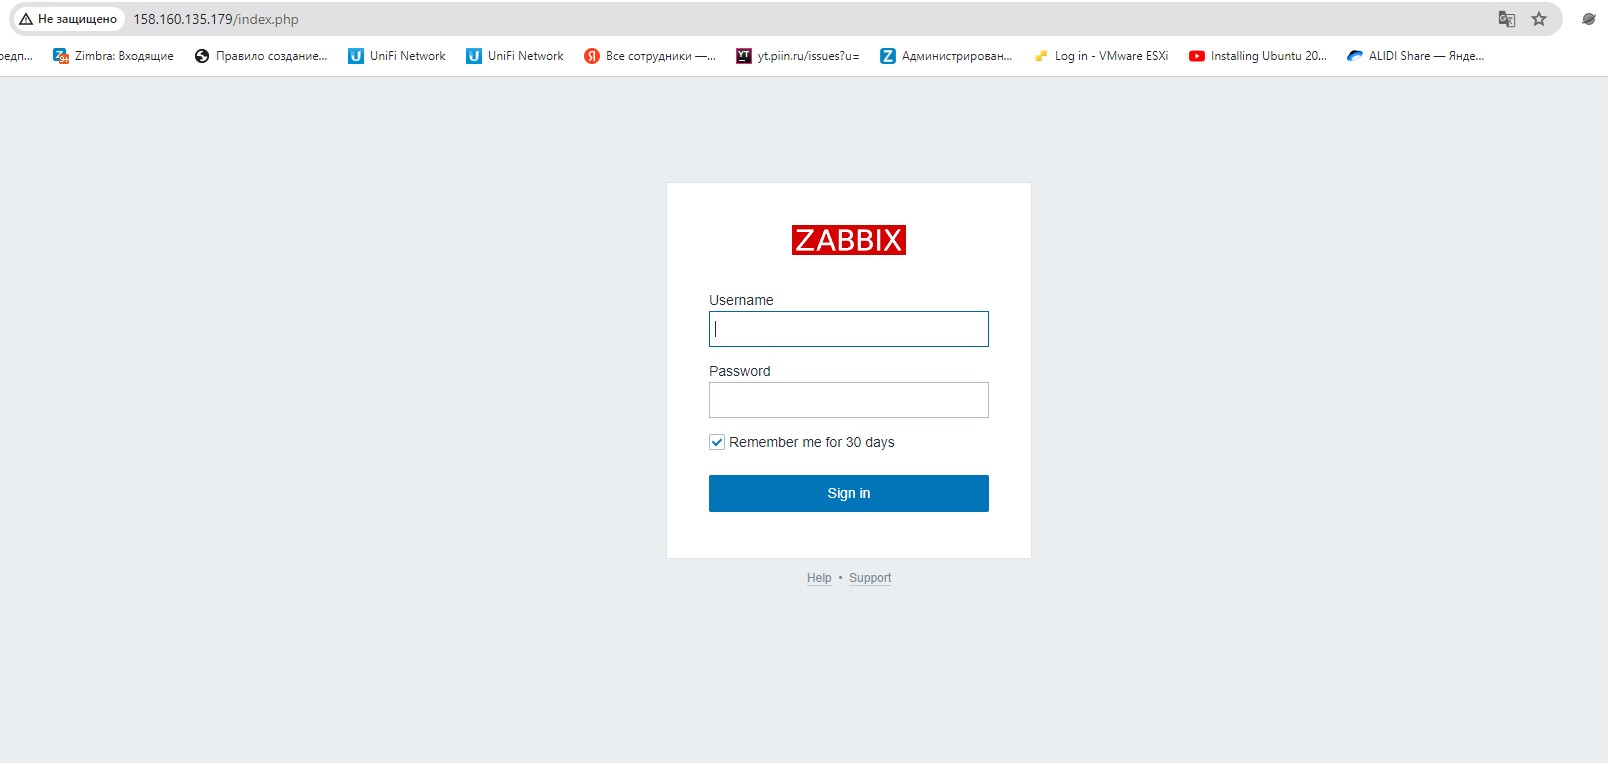 Не защищено 158.160.135.179/index.php
редп... Zimbra: Входящие Правило создание... UniFi Network UniFi Network Все сотрудники —... yt.piin.ru/issues?u= Администрирован... Log in - VMware ESXi Installing Ubuntu 20... ALIDI Share — Янде...
ZABBIX
Username
Password
Remember me for 30 days
Sign in
Help • Support